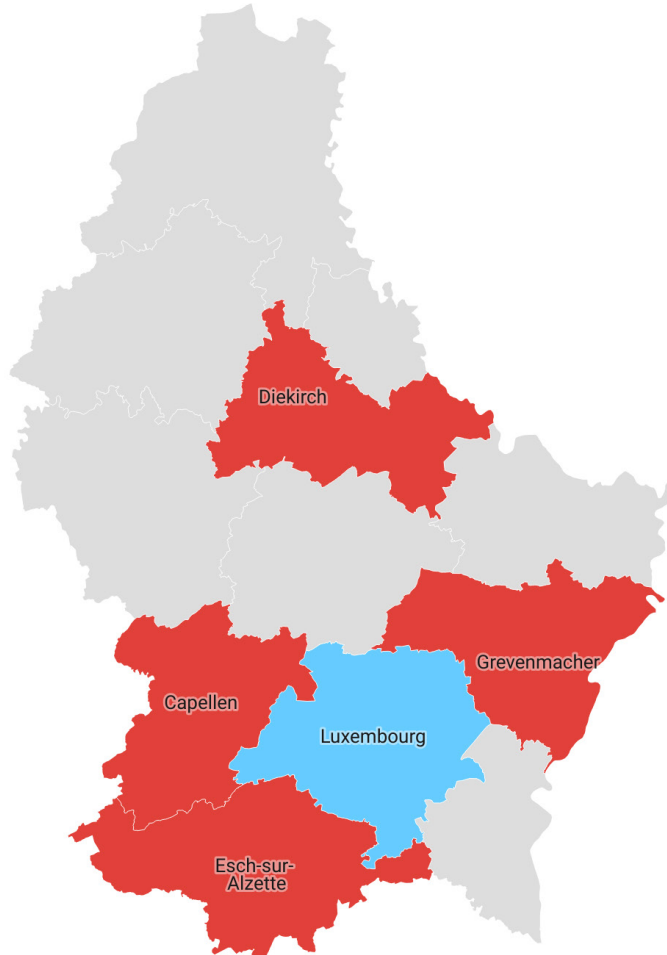 Diekirch
Grevenmacher
Capellen
Luxembourg
Esch-sur-
Alzette